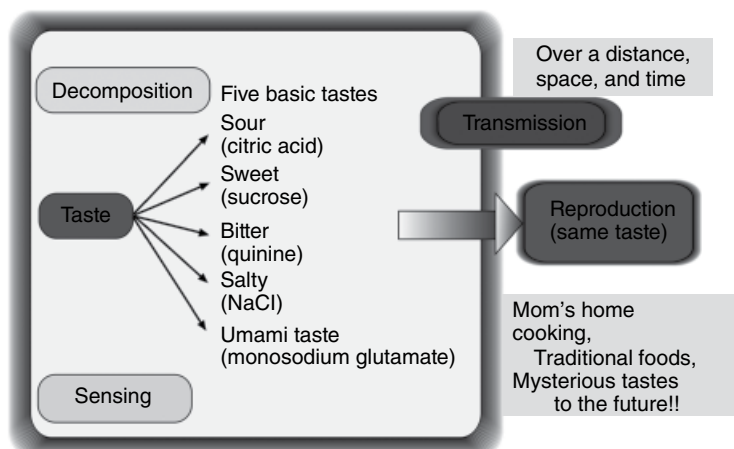 Decomposition
Five basic tastes
Sour
(citric acid)
Sweet
(sucrose)
Bitter
(quinine)
Salty
(NaCl)
Umami taste
(monosodium glutamate)
Taste
Sensing
Over a distance,
space, and time
Transmission
Reproduction
(same taste)
Mom's home
cooking,
Traditional foods,
Mysterious tastes
to the future!!